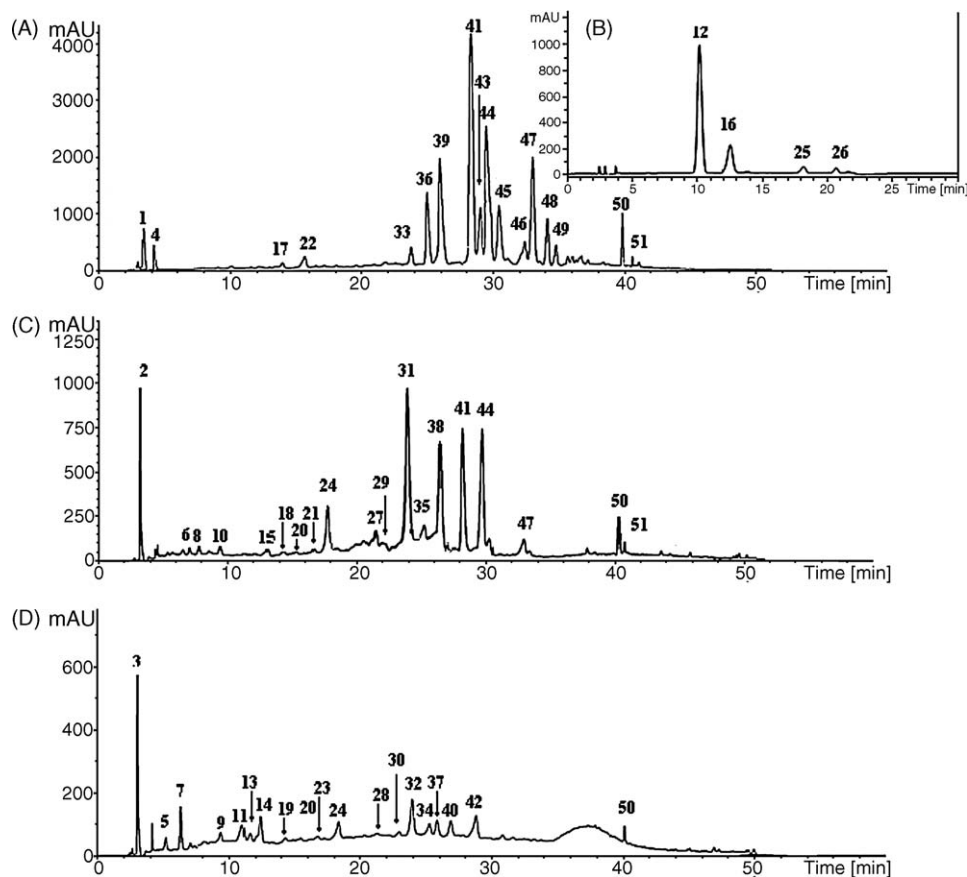 (A) mAU 41 (B) mAU 12
4000 43 1000
3000 44 800
39 47 600 16
2000 36 400 25 26
45 200
1000 1 48 50 0
4 33 46 49 51 0 5 10 15 20 25 Time [min]
17 22
0
0 10 20 30 40 50
Time [min]
(C) mAU
1250
1000 2 31
750 38 41 44
500 24 29
250 18 21 27 35 47 50
6 8 10 15 20 51
0
0 10 20 30 40 50
Time [min]
(D) mAU
600 3
400
30
200 7 13 23 32 37
5 9 11 14 19 20 24 28 34 40 42 50
0
0 10 20 30 40 50
Time [min]